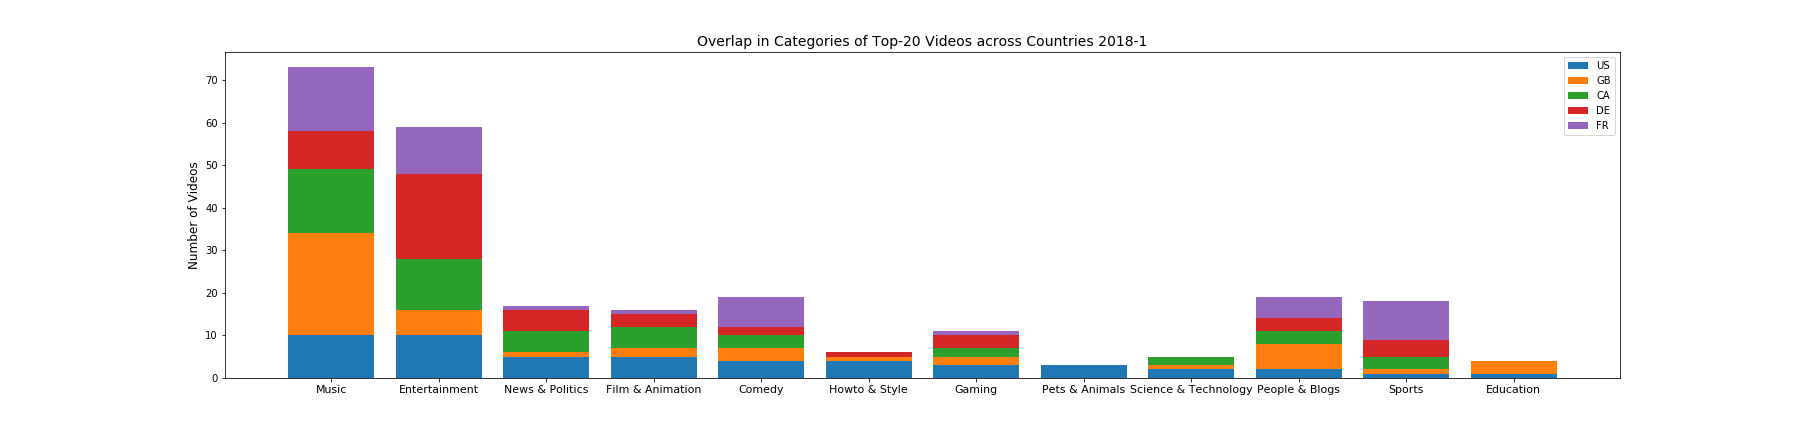 Overlap in Categories of Top-20 Videos across Countries 2018-1
US
GB
CA
DE
FR
Number of Videos
70
60
50
40
30
20
10
0
Music Entertainment News & Politics Film & Animation Comedy Howto & Style Gaming Pets & Animals Science & Technology People & Blogs Sports Education